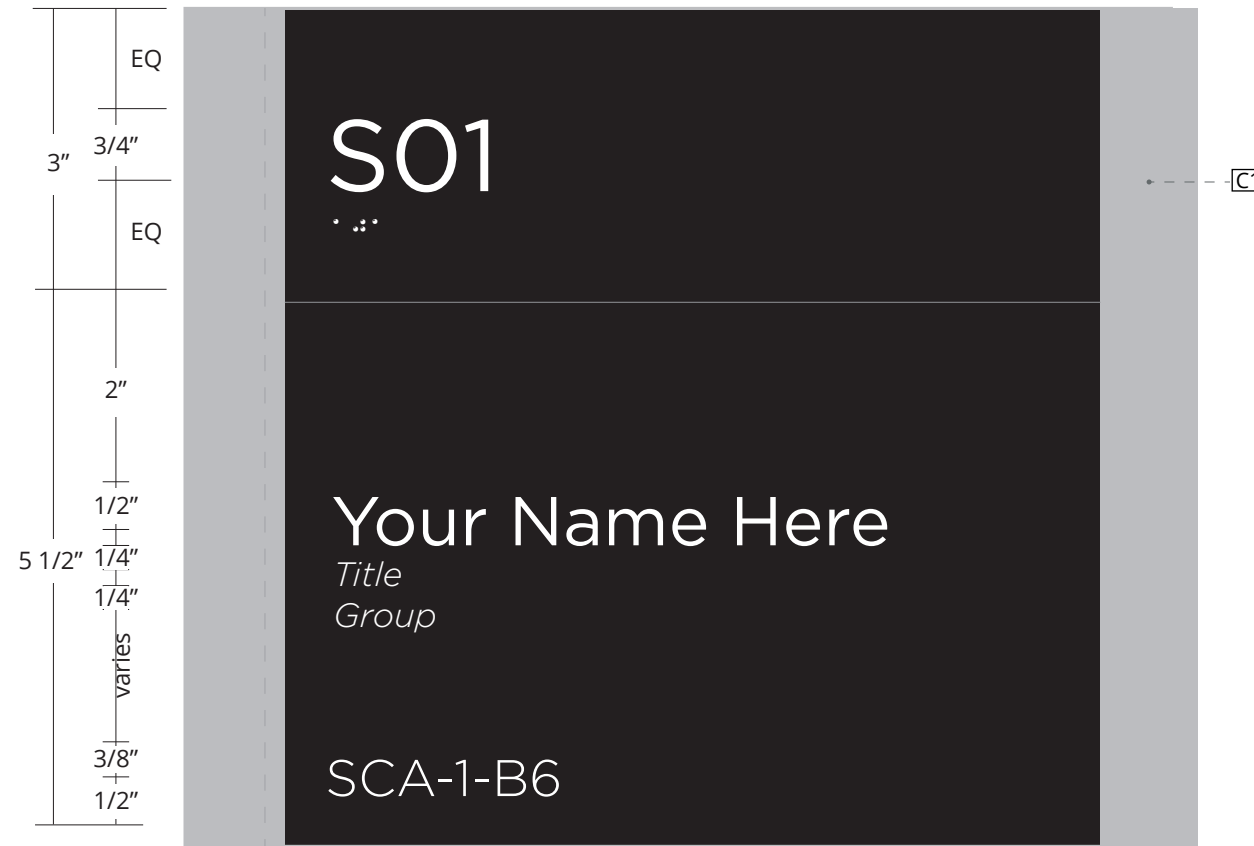 EQ
3/4”
3”
EQ
S01
2”
1/2”
5 1/2”
1/4”
1/4”
varies
3/8”
1/2”
Your Name Here
Title
Group
SCA-1-B6